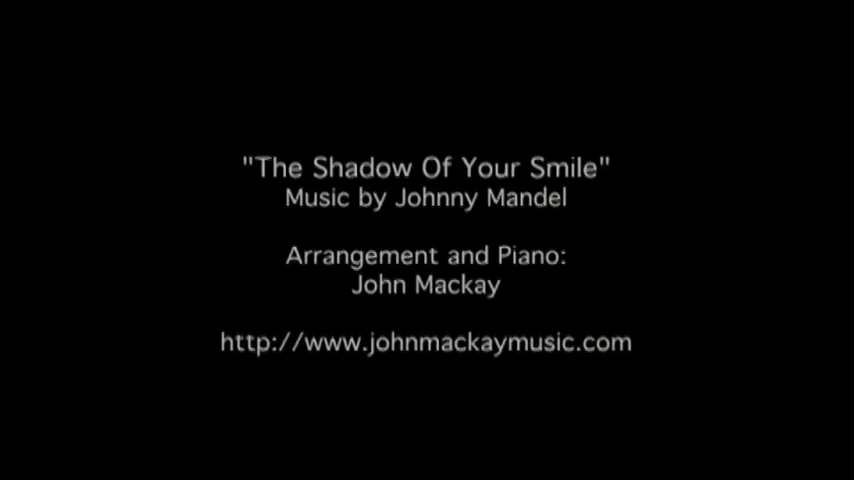 "The Shadow Of Your Smile"
Music by Johnny Mandel
Arrangement and Piano:
John Mackay
http://www.johnmackaymusic.com